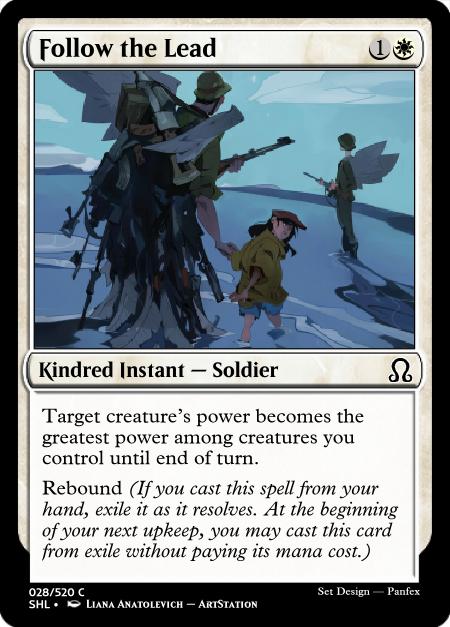 Follow the Lead 1
Kindred Instant — Soldier
Target creature's power becomes the
greatest power among creatures you
control until end of turn.
Rebound (If you cast this spell from your
hand, exile it as it resolves. At the beginning
of your next upkeep, you may cast this card
from exile without paying its mana cost.)
028/520 C
Set Design — Panfex
SHL • Liana Anatolevich — ArtStation